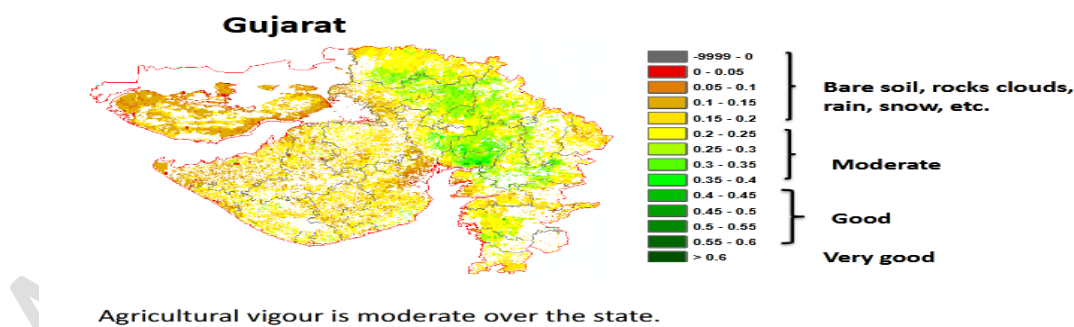 Gujarat
-9999 - 0
0 - 0.05
0.05 - 0.1
0.1 - 0.15
0.15 - 0.2
0.2 - 0.25
0.25 - 0.3
0.3 - 0.35
0.35 - 0.4
0.4 - 0.45
0.45 - 0.5
0.5 - 0.55
0.55 - 0.6
> 0.6
Bare soil, rocks clouds,
rain, snow, etc.
Moderate
Good
Very good
Agricultural vigour is moderate over the state.